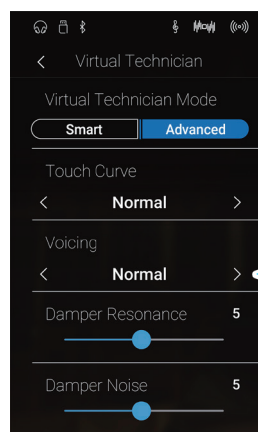 Virtual Technician
Virtual Technician Mode
Smart Advanced
Touch Curve
Normal
Voicing
Normal
Damper Resonance 5
Damper Noise 5